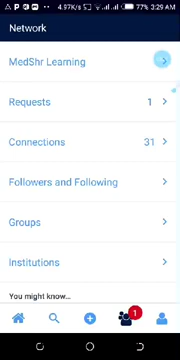 4.97K/s 77% 3:29 AM
Network
MedShr Learning
Requests 1
Connections 31
Followers and Following
Groups
Institutions
You might know...
1